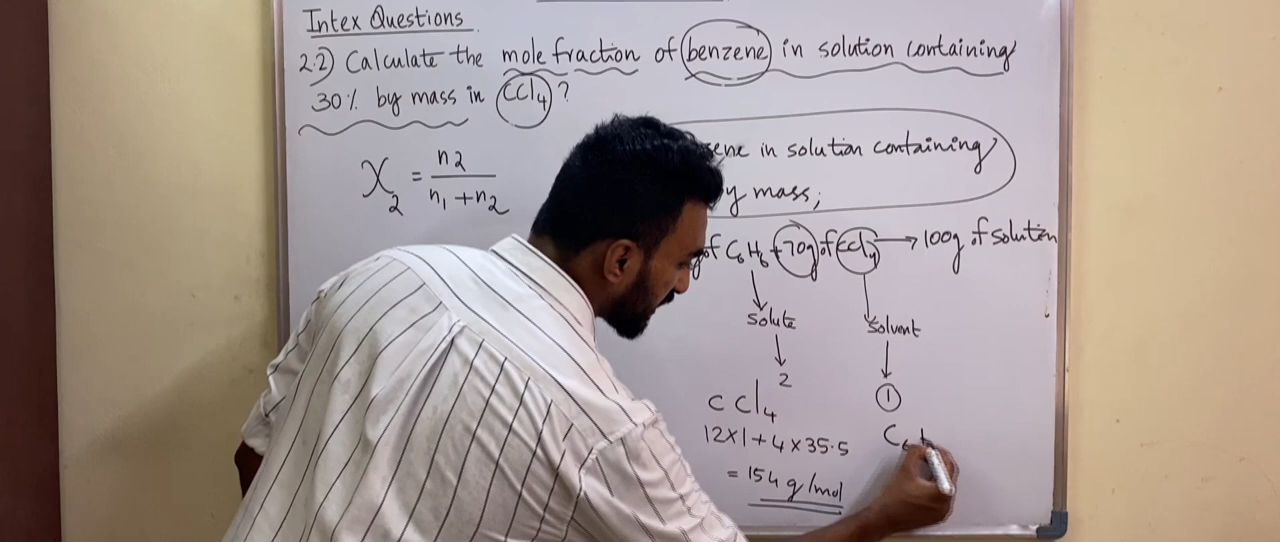 Intex Questions
2.2) Calculate the mole fraction of benzene in solution containing
30% by mass in CCl4?
in solution containing
X2 = n2 / n1 + n2
mass;
of C6H6 + 70g of CCl4 → 100g of solution
Solute
Solvent
2
1
CCl4
12×1 + 4×35.5
= 154 g/mol
C6